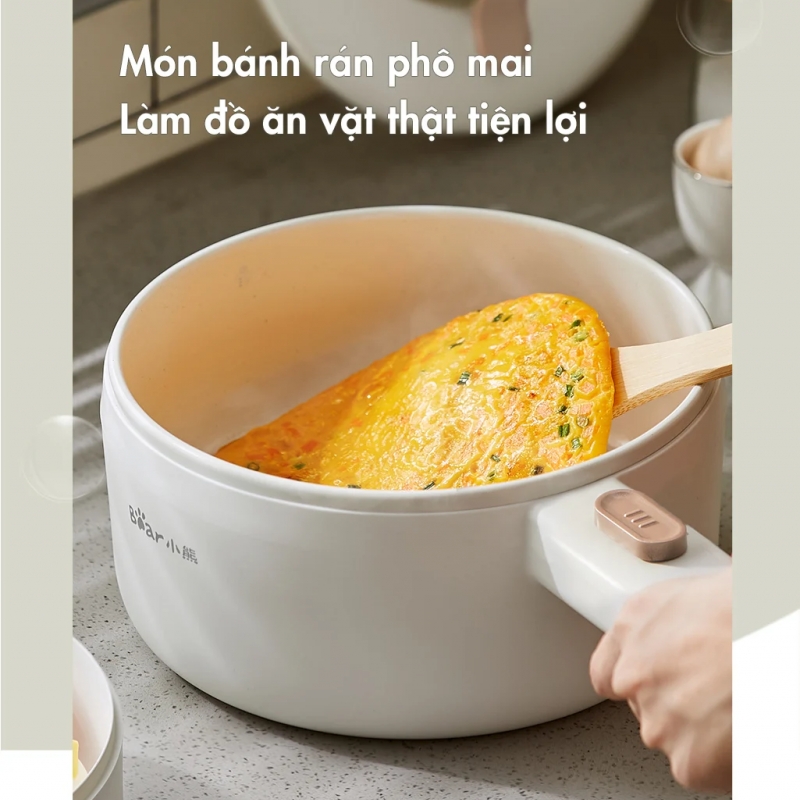 Món bánh rán phô mai
Làm đồ ăn vặt thật tiện lợi
Bear小熊